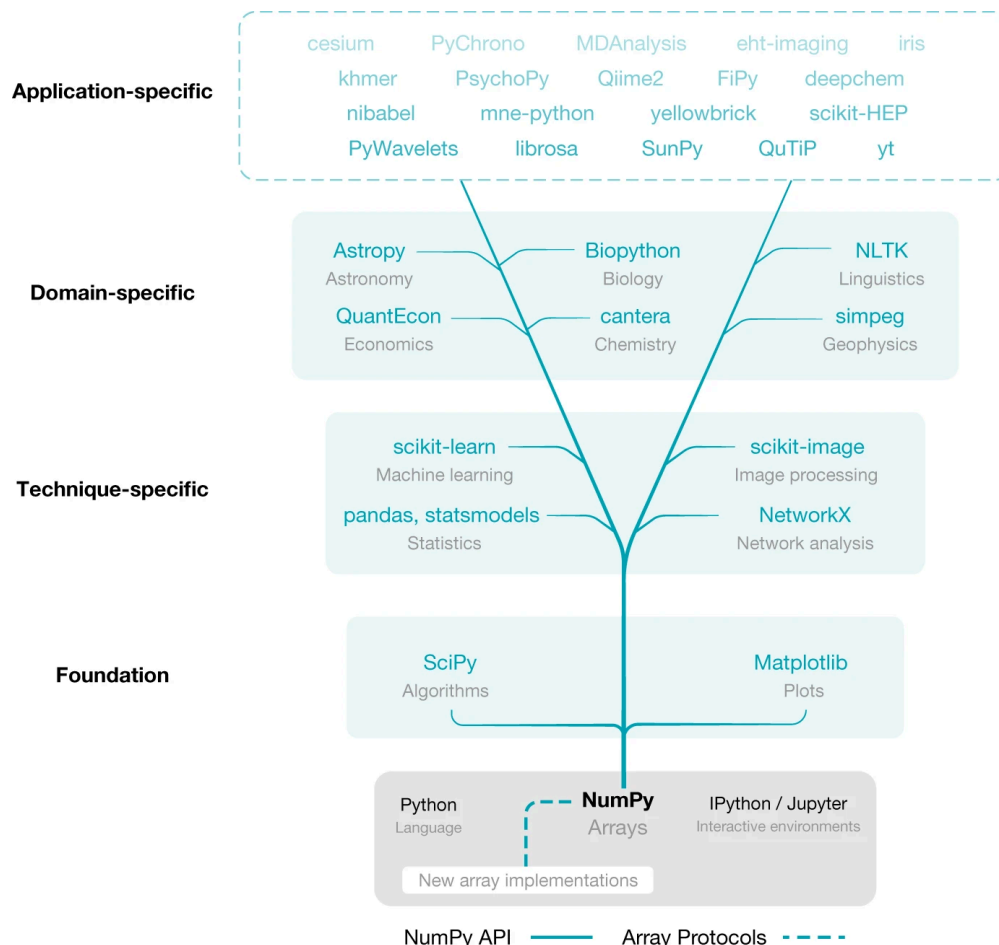 cesium PyChrono MDAnalysis eht-imaging iris
khmer PsychoPy Qiime2 FiPy deepchem
Application-specific
nibabel mne-python yellowbrick scikit-HEP
PyWavelets librosa SunPy QuTiP yt
Astropy Biopython NLTK
Astronomy Biology Linguistics
Domain-specific
QuantEcon cantera simpeg
Economics Chemistry Geophysics
scikit-learn scikit-image
Machine learning Image processing
Technique-specific
pandas, statsmodels NetworkX
Statistics Network analysis
SciPy Matplotlib
Foundation
Algorithms Plots
Python NumPy IPython / Jupyter
Language Arrays Interactive environments
New array implementations
NumPy API Array Protocols